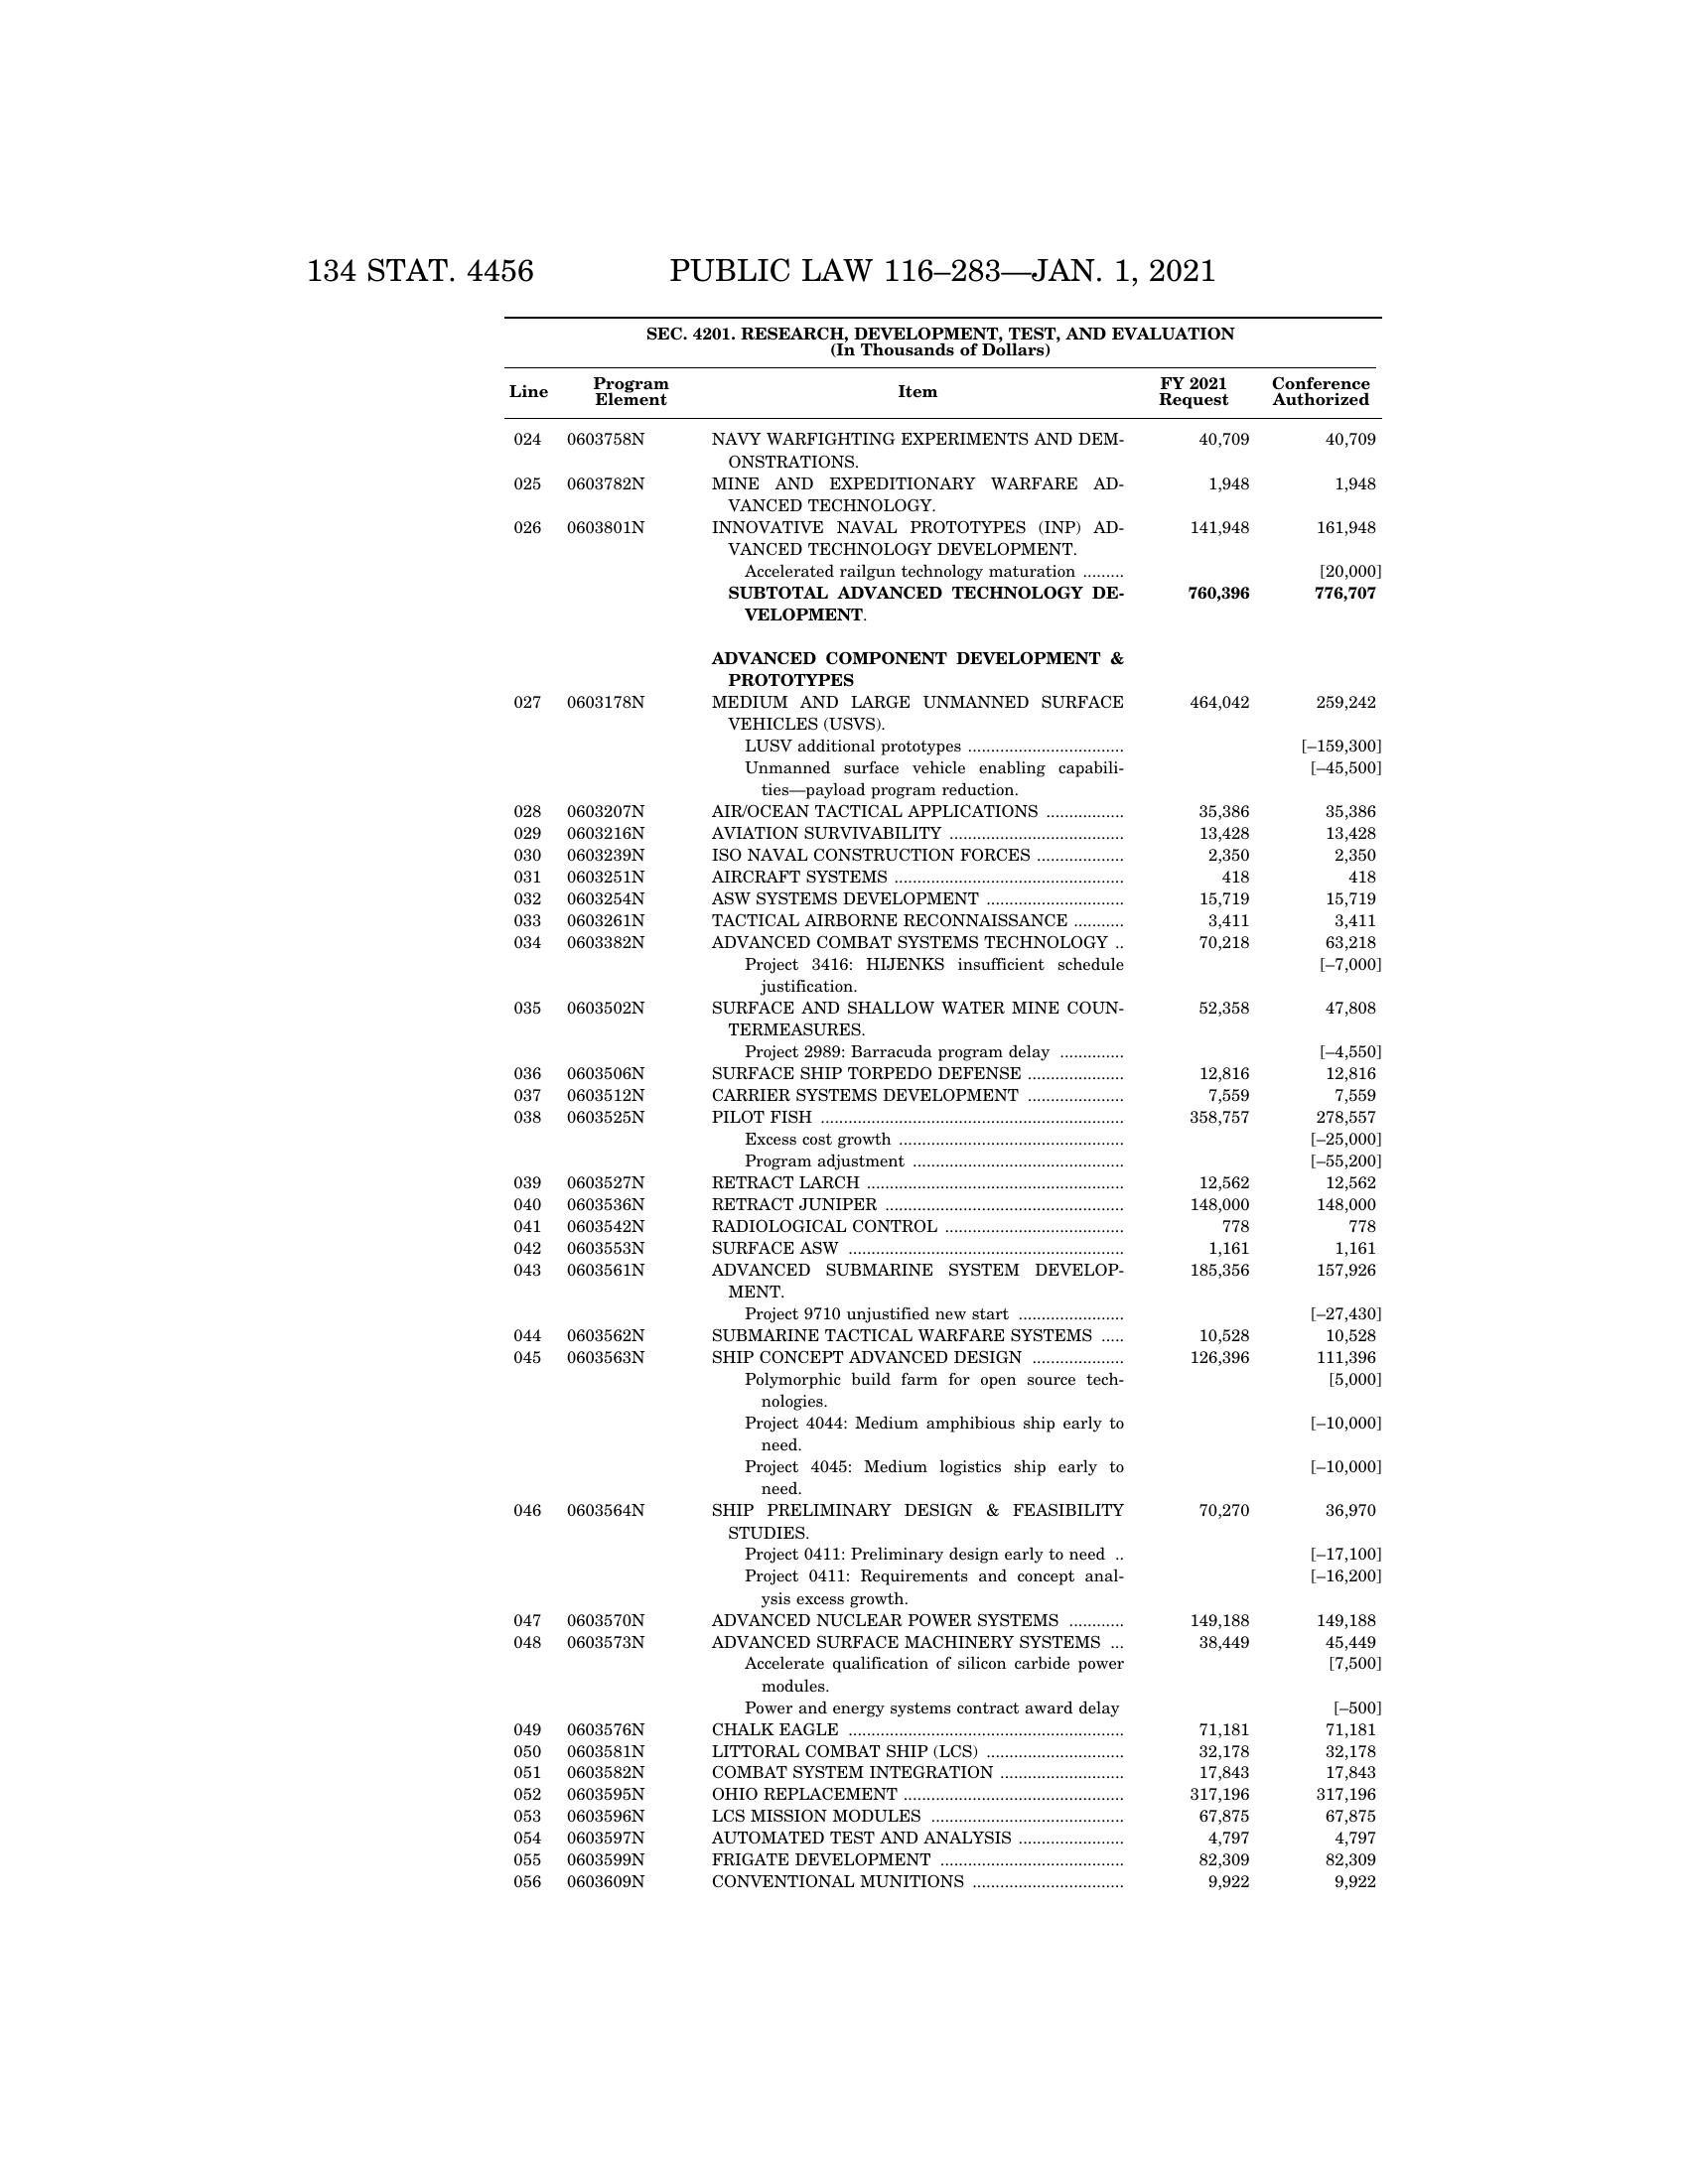 134 STAT. 4456 PUBLIC LAW 116–283—JAN. 1, 2021
SEC. 4201. RESEARCH, DEVELOPMENT, TEST, AND EVALUATION
(In Thousands of Dollars)
Line Program Element Item FY 2021 Request Conference Authorized
024 0603758N NAVY WARFIGHTING EXPERIMENTS AND DEM- 40,709 40,709
ONSTRATIONS.
025 0603782N MINE AND EXPEDITIONARY WARFARE AD- 1,948 1,948
VANCED TECHNOLOGY.
026 0603801N INNOVATIVE NAVAL PROTOTYPES (INP) AD- 141,948 161,948
VANCED TECHNOLOGY DEVELOPMENT.
Accelerated railgun technology maturation ......... [20,000]
SUBTOTAL ADVANCED TECHNOLOGY DE- 760,396 776,707
VELOPMENT.
ADVANCED COMPONENT DEVELOPMENT &
PROTOTYPES
027 0603178N MEDIUM AND LARGE UNMANNED SURFACE 464,042 259,242
VEHICLES (USVS).
LUSV additional prototypes .................................. [–159,300]
Unmanned surface vehicle enabling capabili- [–45,500]
ties—payload program reduction.
028 0603207N AIR/OCEAN TACTICAL APPLICATIONS ................. 35,386 35,386
029 0603216N AVIATION SURVIVABILITY ...................................... 13,428 13,428
030 0603239N ISO NAVAL CONSTRUCTION FORCES ................... 2,350 2,350
031 0603251N AIRCRAFT SYSTEMS .................................................. 418 418
032 0603254N ASW SYSTEMS DEVELOPMENT .............................. 15,719 15,719
033 0603261N TACTICAL AIRBORNE RECONNAISSANCE ........... 3,411 3,411
034 0603382N ADVANCED COMBAT SYSTEMS TECHNOLOGY .. 70,218 63,218
Project 3416: HIJENKS insufficient schedule [–7,000]
justification.
035 0603502N SURFACE AND SHALLOW WATER MINE COUN- 52,358 47,808
TERMEASURES.
Project 2989: Barracuda program delay .............. [–4,550]
036 0603506N SURFACE SHIP TORPEDO DEFENSE ..................... 12,816 12,816
037 0603512N CARRIER SYSTEMS DEVELOPMENT ..................... 7,559 7,559
038 0603525N PILOT FISH .................................................................. 358,757 278,557
Excess cost growth ................................................. [–25,000]
Program adjustment .............................................. [–55,200]
039 0603527N RETRACT LARCH ........................................................ 12,562 12,562
040 0603536N RETRACT JUNIPER .................................................... 148,000 148,000
041 0603542N RADIOLOGICAL CONTROL ....................................... 778 778
042 0603553N SURFACE ASW ............................................................ 1,161 1,161
043 0603561N ADVANCED SUBMARINE SYSTEM DEVELOP- 185,356 157,926
MENT.
Project 9710 unjustified new start ....................... [–27,430]
044 0603562N SUBMARINE TACTICAL WARFARE SYSTEMS ..... 10,528 10,528
045 0603563N SHIP CONCEPT ADVANCED DESIGN .................... 126,396 111,396
Polymorphic build farm for open source tech- [5,000]
nologies.
Project 4044: Medium amphibious ship early to [–10,000]
need.
Project 4045: Medium logistics ship early to [–10,000]
need.
046 0603564N SHIP PRELIMINARY DESIGN & FEASIBILITY 70,270 36,970
STUDIES.
Project 0411: Preliminary design early to need .. [–17,100]
Project 0411: Requirements and concept anal- [–16,200]
ysis excess growth.
047 0603570N ADVANCED NUCLEAR POWER SYSTEMS ............ 149,188 149,188
048 0603573N ADVANCED SURFACE MACHINERY SYSTEMS ... 38,449 45,449
Accelerate qualification of silicon carbide power [7,500]
modules.
Power and energy systems contract award delay [–500]
049 0603576N CHALK EAGLE ............................................................ 71,181 71,181
050 0603581N LITTORAL COMBAT SHIP (LCS) .............................. 32,178 32,178
051 0603582N COMBAT SYSTEM INTEGRATION ........................... 17,843 17,843
052 0603595N OHIO REPLACEMENT ................................................ 317,196 317,196
053 0603596N LCS MISSION MODULES .......................................... 67,875 67,875
054 0603597N AUTOMATED TEST AND ANALYSIS ....................... 4,797 4,797
055 0603599N FRIGATE DEVELOPMENT ........................................ 82,309 82,309
056 0603609N CONVENTIONAL MUNITIONS ................................. 9,922 9,922